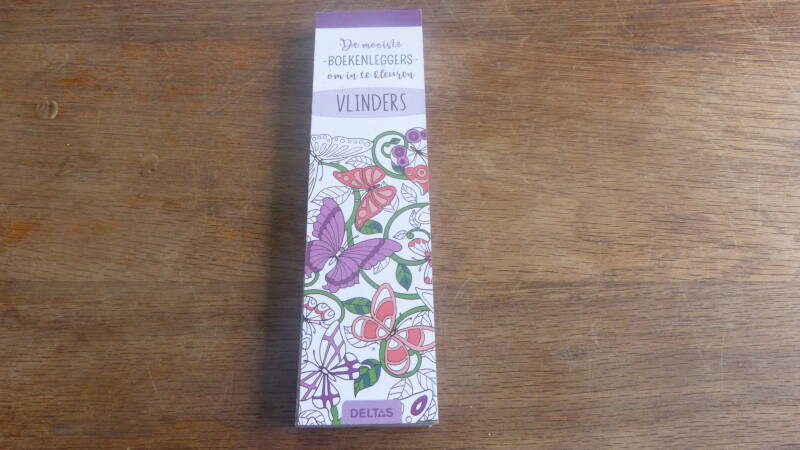 De mooiste
-BOEKENLEGGERS-
om in te kleuren
VLINDERS
DELTAS